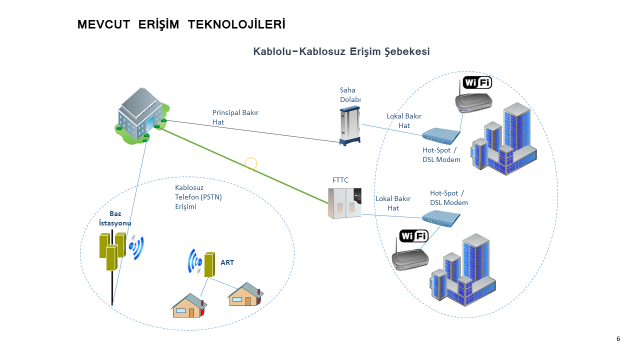 MEVCUT ERİŞİM TEKNOLOJİLERİ
Kablolu-Kablosuz Erişim Şebekesi
Saha
Dolabı
WiFi
Prinsipal Bakır
Hat
Lokal Bakır
Hat
Hot-Spot /
DSL Modem
FTTC
Kablosuz
Telefon (PSTN)
Erişimi
Lokal Bakır
Hat
Hot-Spot /
DSL Modem
Baz
İstasyonu
WiFi
ART
6